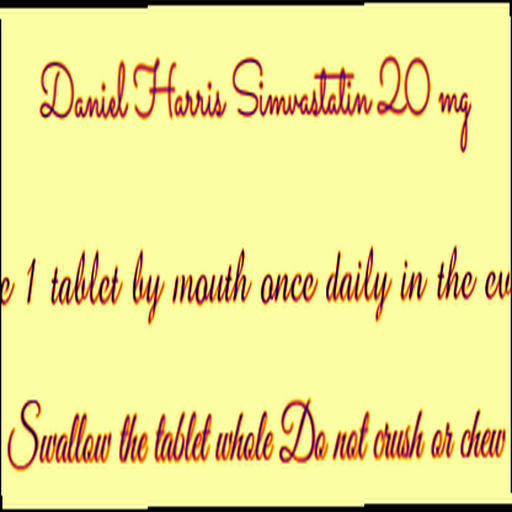 Daniel Harris Simvastatin 20 mg
1 tablet by mouth once daily in the
Swallow the tablet whole Do not crush or chew